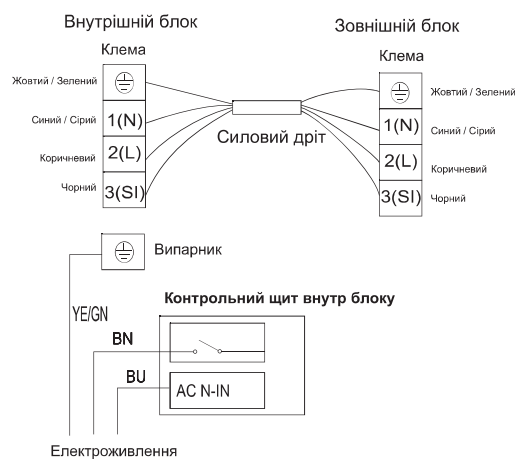 Внутрішній блок
Зовнішній блок
Клема
Клема
Жовтий / Зелений
Жовтий / Зелений
Синий / Сірий
1(N)
1(N)
Синий / Сірий
Силовий дріт
Коричневий
2(L)
2(L)
Коричневий
Чорний
3(SI)
3(SI)
Чорний
Випарник
Контрольний щит внутр блоку
YE/GN
BN
BU
AC N-IN
Електроживлення